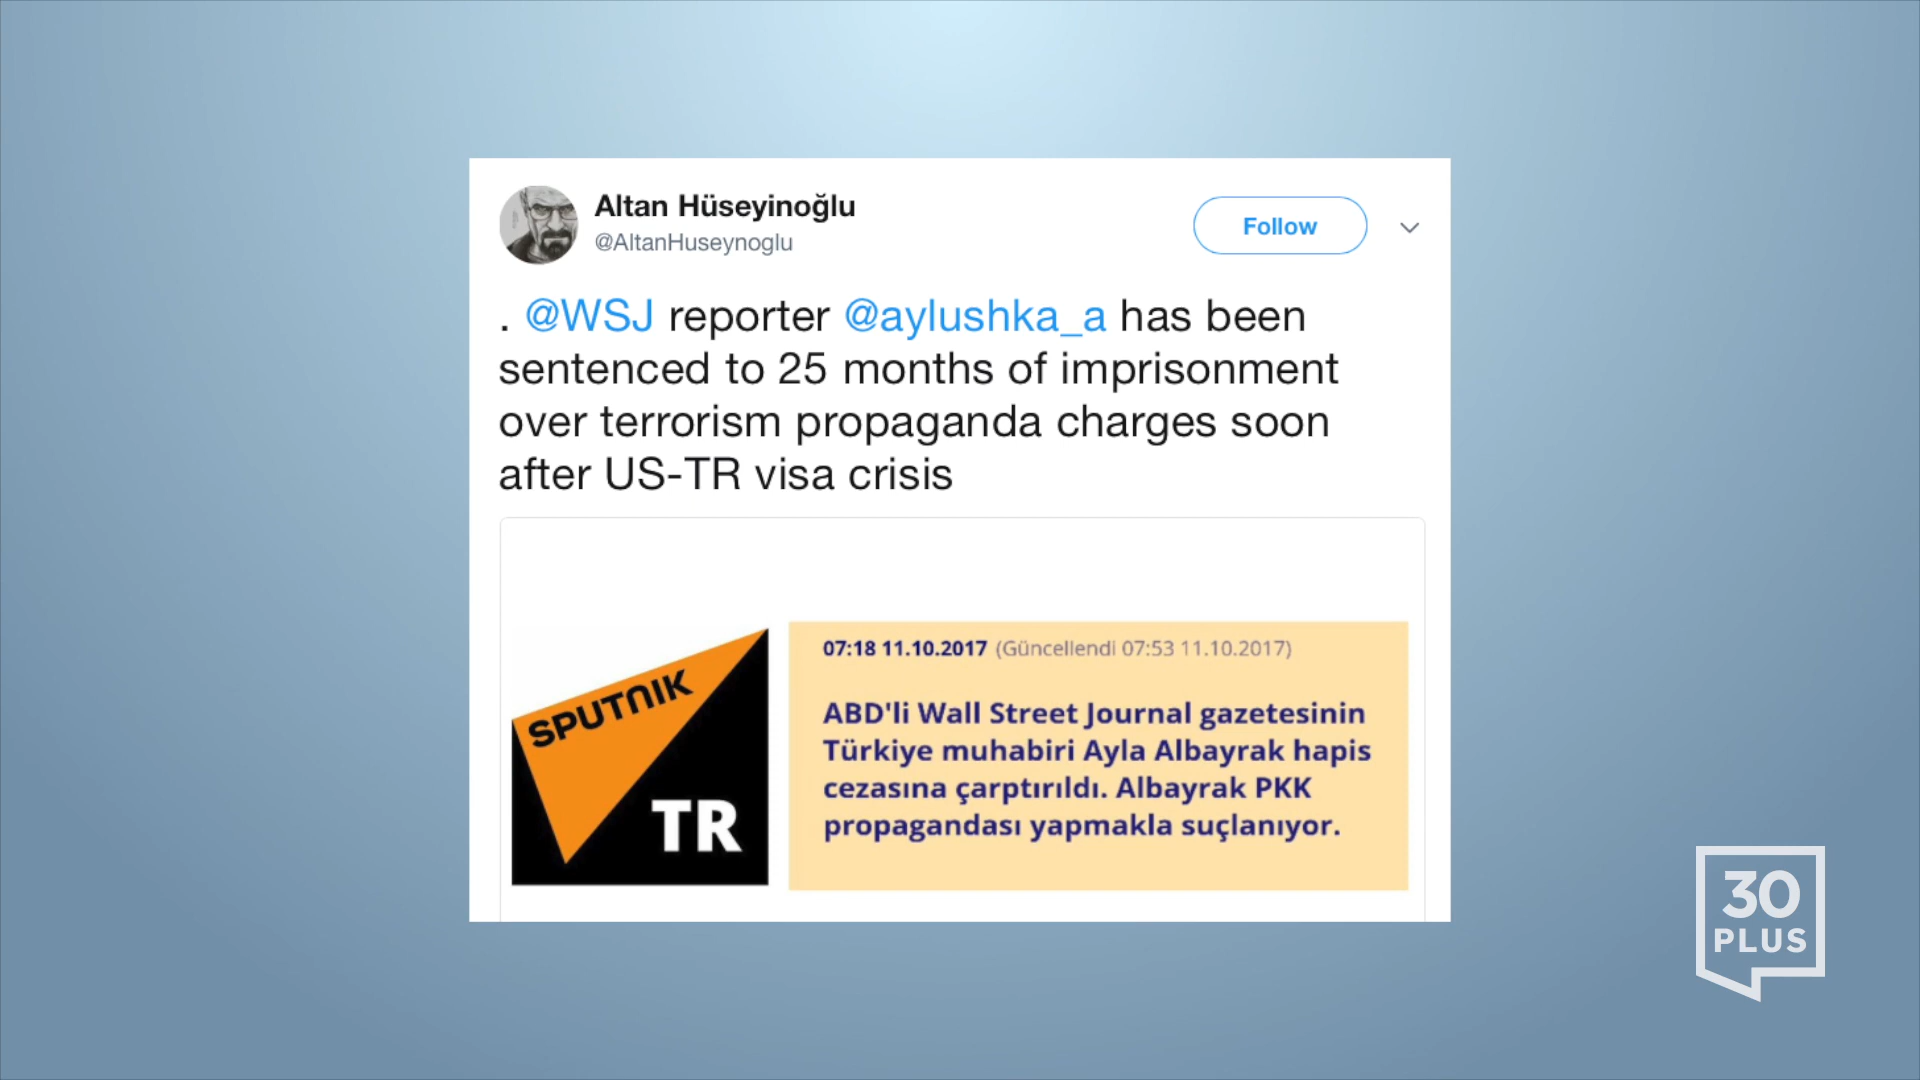 Altan Hüseyinoğlu
@AltanHuseynoglu
Follow
. @WSJ reporter @aylushka_a has been
sentenced to 25 months of imprisonment
over terrorism propaganda charges soon
after US-TR visa crisis
SPUTNIK
TR
07:18 11.10.2017 (Güncellendi 07:53 11.10.2017)
ABD'li Wall Street Journal gazetesinin
Türkiye muhabiri Ayla Albayrak hapis
cezasına çarptırıldı. Albayrak PKK
propagandası yapmakla suçlanıyor.
30
PLUS